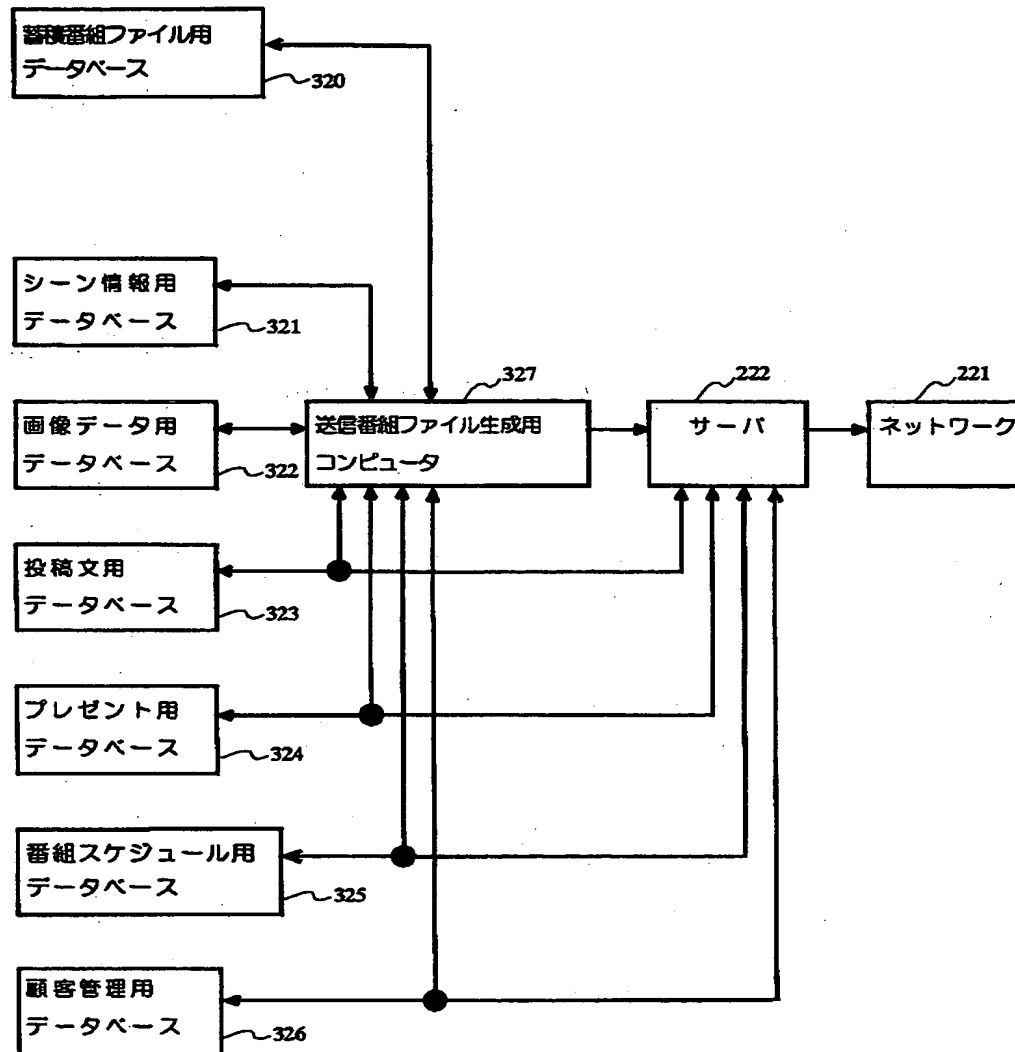 蓄積番組ファイル用
データベース
320
シーン情報用
データベース
321
327
222
221
画像データ用
データベース
322
送信番組ファイル生成用
コンピュータ
サーバ
ネットワーク
投稿文用
データベース
323
プレゼント用
データベース
324
番組スケジュール用
データベース
325
顧客管理用
データベース
326